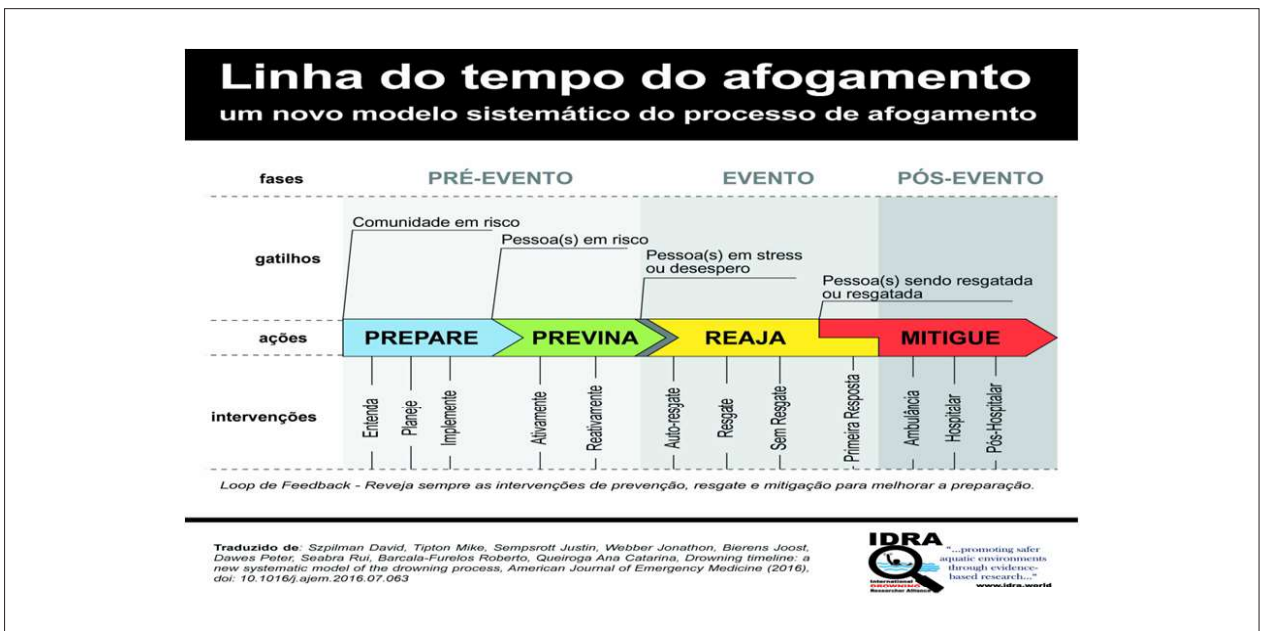 Linha do tempo do afogamento
um novo modelo sistemático do processo de afogamento
fases
PRÉ-EVENTO
EVENTO
PÓS-EVENTO
gatilhos
Comunidade em risco
Pessoa(s) em risco
Pessoa(s) em stress
ou desespero
Pessoa(s) sendo resgatada
ou resgatada
ações
PREPARE
PREVINA
REAJA
MITIGUE
intervenções
Entenda
Planeje
Implemente
Ativamente
Reativamente
Auto-resgate
Resgate
Sem Resgate
Primeira Resposta
Ambulância
Hospitalar
Pós-Hospitalar
Loop de Feedback - Reveja sempre as intervenções de prevenção, resgate e mitigação para melhorar a preparação.
Traduzido de: Szpilman David, Tipton Mike, Sempsrott Justin, Webber Jonathon, Bierens Joost,
Dawes Peter, Seabra Rui, Barcala-Furelos Roberto, Queiroga Ana Catarina, Drowning timeline: a
new systematic model of the drowning process, American Journal of Emergency Medicine (2016),
doi: 10.1016/j.ajem.2016.07.063
IDRA
International
DROWNING
Researcher Alliance
"...promoting safer
aquatic environments
through evidence-
based research..."
www.idra.world